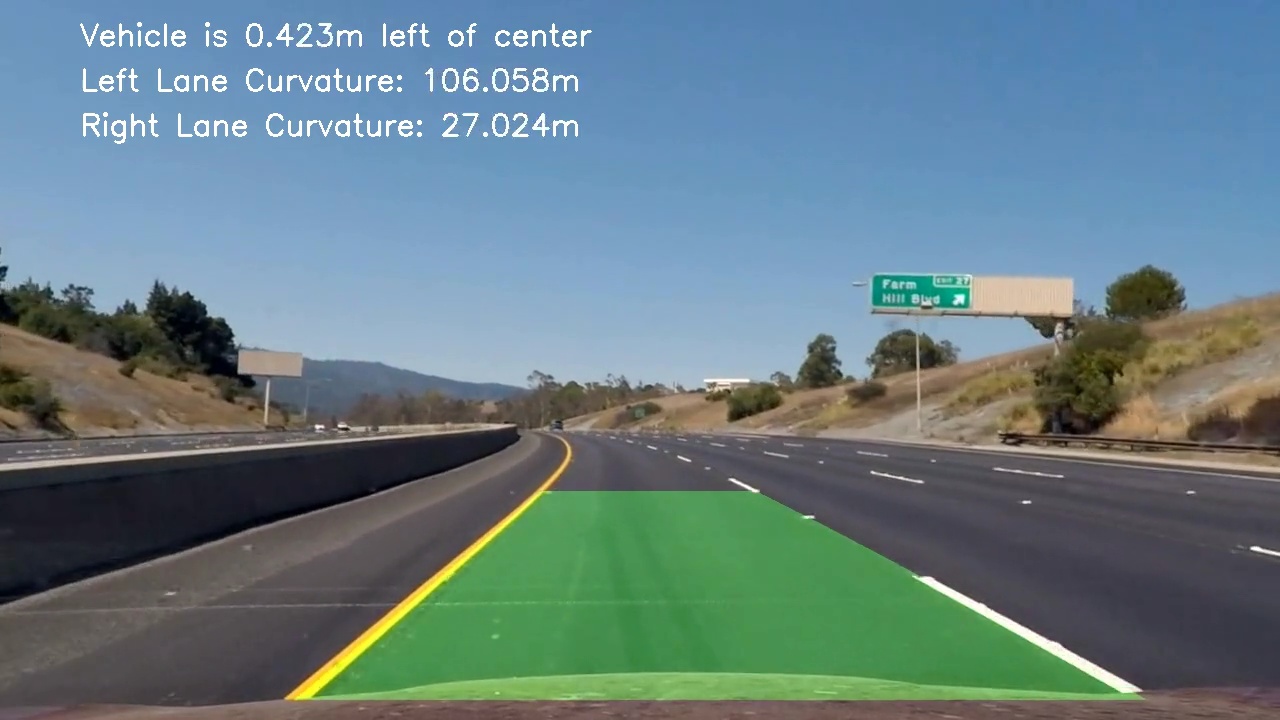 Vehicle is 0.423m left of center
Left Lane Curvature: 106.058m
Right Lane Curvature: 27.024m
EXIT 27
Farm
Hill Blvd